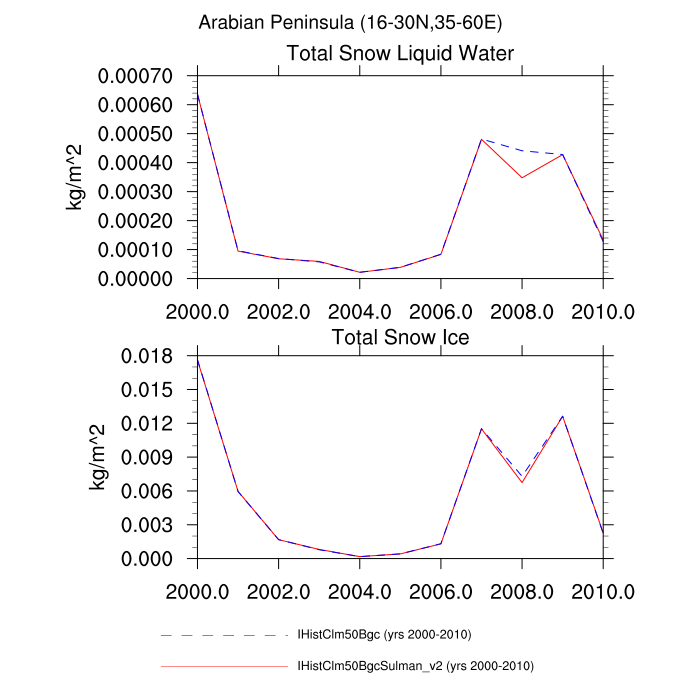 Arabian Peninsula (16-30N,35-60E)
Total Snow Liquid Water
0.00070
0.00060
0.00050
0.00040
0.00030
0.00020
0.00010
0.00000
kg/m^2
2000.0 2002.0 2004.0 2006.0 2008.0 2010.0
Total Snow Ice
0.018
0.015
0.012
0.009
0.006
0.003
0.000
kg/m^2
2000.0 2002.0 2004.0 2006.0 2008.0 2010.0
IHistClm50Bgc (yrs 2000-2010)
IHistClm50BgcSulman_v2 (yrs 2000-2010)